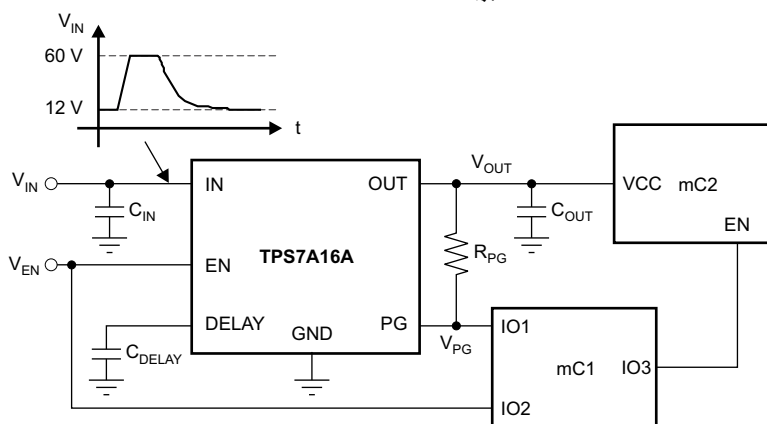 V_IN
60 V
12 V
t
V_IN
IN
OUT
V_OUT
VCC
mC2
C_IN
C_OUT
EN
V_EN
EN
TPS7A16A
R_PG
DELAY
GND
PG
IO1
C_DELAY
V_PG
mC1
IO3
IO2